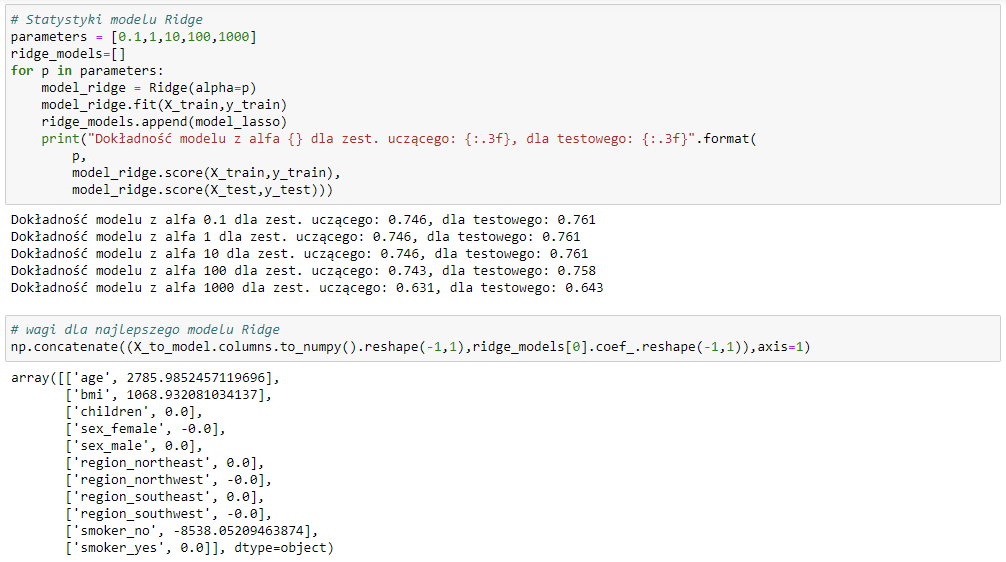 # Statystyki modelu Ridge
parameters = [0.1,1,10,100,1000]
ridge_models=[]
for p in parameters:
    model_ridge = Ridge(alpha=p)
    model_ridge.fit(X_train,y_train)
    ridge_models.append(model_lasso)
    print("Dokładność modelu z alfa {} dla zest. uczącego: {:.3f}, dla testowego: {:.3f}".format(
        p,
        model_ridge.score(X_train,y_train),
        model_ridge.score(X_test,y_test)))
Dokładność modelu z alfa 0.1 dla zest. uczącego: 0.746, dla testowego: 0.761
Dokładność modelu z alfa 1 dla zest. uczącego: 0.746, dla testowego: 0.761
Dokładność modelu z alfa 10 dla zest. uczącego: 0.746, dla testowego: 0.761
Dokładność modelu z alfa 100 dla zest. uczącego: 0.743, dla testowego: 0.758
Dokładność modelu z alfa 1000 dla zest. uczącego: 0.631, dla testowego: 0.643
# wagi dla najlepszego modelu Ridge
np.concatenate((X_to_model.columns.to_numpy().reshape(-1,1),ridge_models[0].coef_.reshape(-1,1)),axis=1)
array([['age', 2785.9852457119696],
       ['bmi', 1068.932081034137],
       ['children', 0.0],
       ['sex_female', -0.0],
       ['sex_male', 0.0],
       ['region_northeast', 0.0],
       ['region_northwest', -0.0],
       ['region_southeast', 0.0],
       ['region_southwest', -0.0],
       ['smoker_no', -8538.05209463874],
       ['smoker_yes', 0.0]], dtype=object)